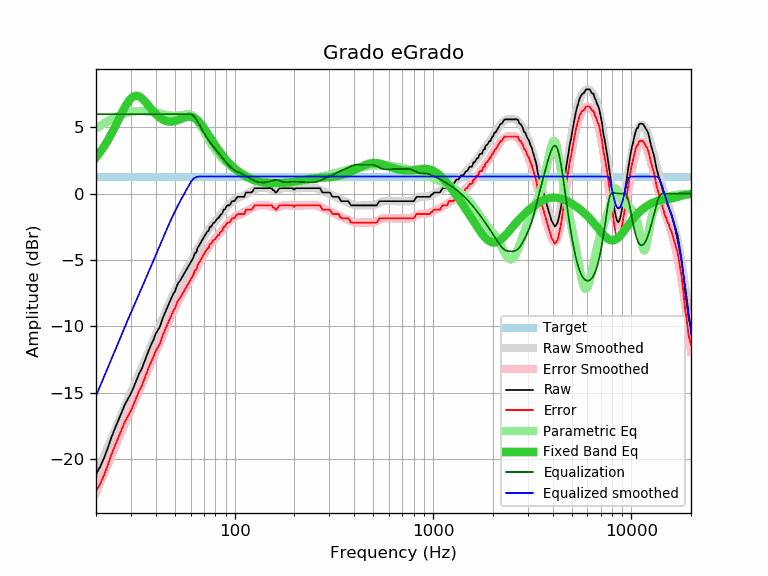 Grado eGrado
Amplitude (dBr)
5
0
−5
−10
−15
−20
100
1000
10000
Frequency (Hz)
Target
Raw Smoothed
Error Smoothed
Raw
Error
Parametric Eq
Fixed Band Eq
Equalization
Equalized smoothed